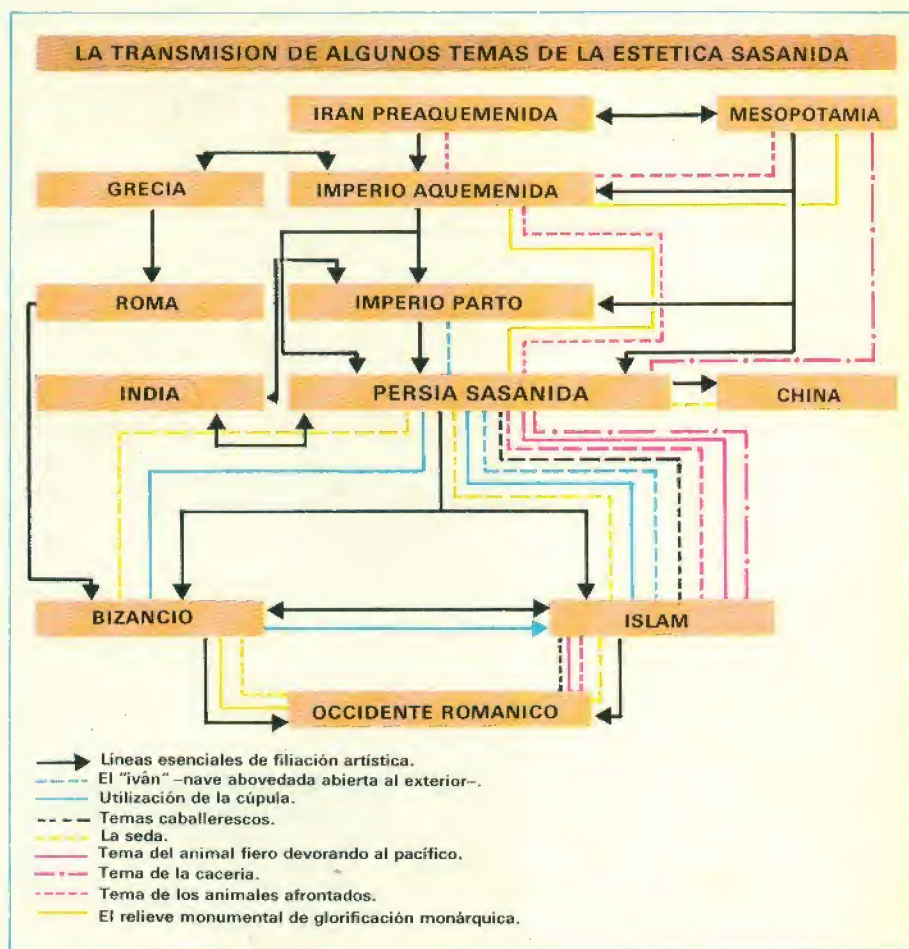 LA TRANSMISION DE ALGUNOS TEMAS DE LA ESTETICA SASANIDA
IRAN PREAQUEMENIDA
MESOPOTAMIA
GRECIA
IMPERIO AQUEMENIDA
ROMA
IMPERIO PARTO
INDIA
PERSIA SASANIDA
CHINA
BIZANCIO
ISLAM
OCCIDENTE ROMANICO
Líneas esenciales de filiación artística.
El "iván" –nave abovedada abierta al exterior–.
Utilización de la cúpula.
Temas caballerescos.
La seda.
Tema del animal fiero devorando al pacífico.
Tema de la cacería.
Tema de los animales afrontados.
El relieve monumental de glorificación monárquica.